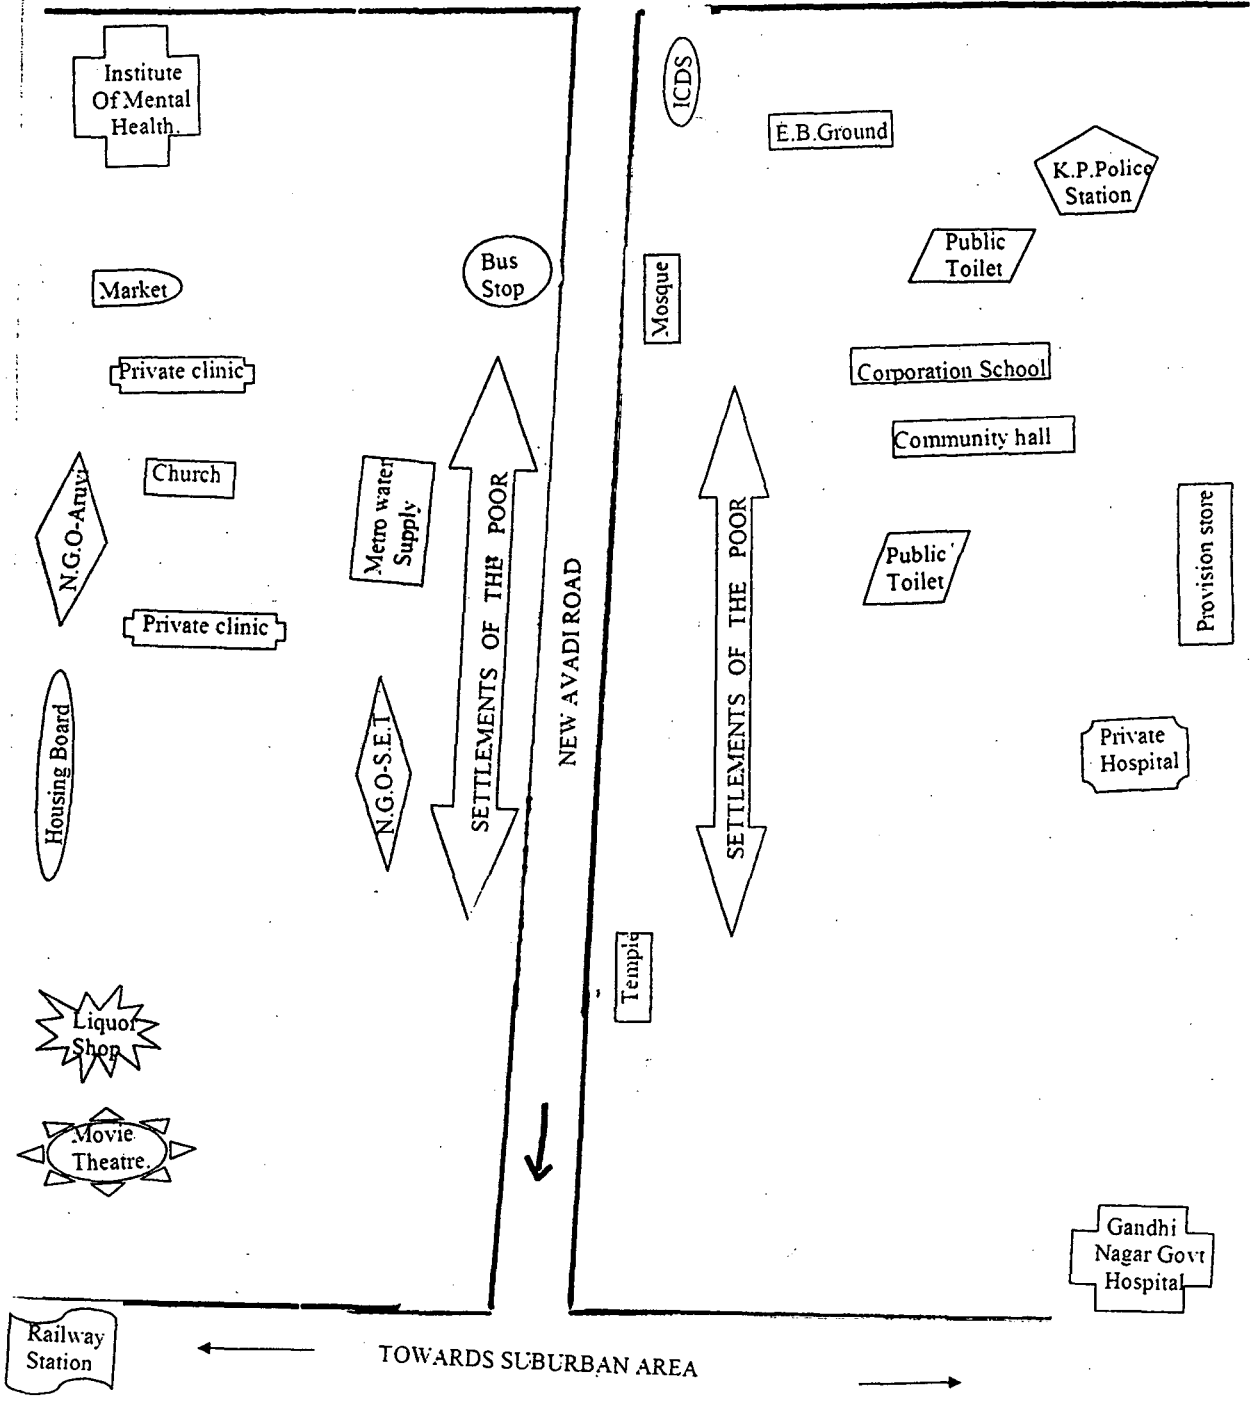 Institute
Of Mental
Health.
ICDS
E.B.Ground
K.P.Police
Station
Bus
Stop
Public
Toilet
Market
Mosque
Private clinic
Corporation School
Community hall
N.G.O-Aruvi
Church
Metro water
Supply
SETTLEMENTS OF THE POOR
NEW AVADI ROAD
SETTLEMENTS OF THE POOR
Public
Toilet
Provision store
Private clinic
Housing Board
N.G.O-S.E.T
Private
Hospital
Temple
Liquor
Shop
Movie
Theatre.
Gandhi
Nagar Govt
Hospital
Railway
Station
TOWARDS SUBURBAN AREA